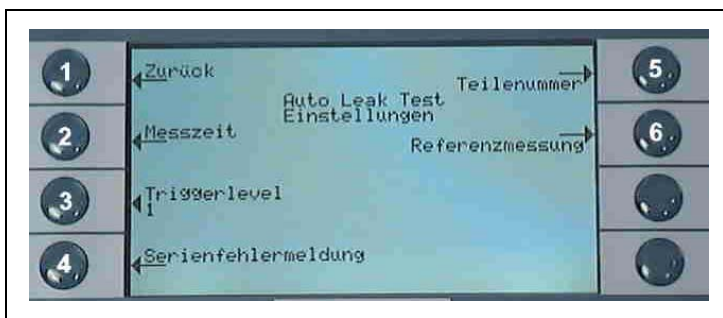 1
Zurück
2
Messzeit
3
Triggerlevel
1
4
Serienfehlermeldung
Auto Leak Test
Einstellungen
5
Teilenummer
6
Referenzmessung